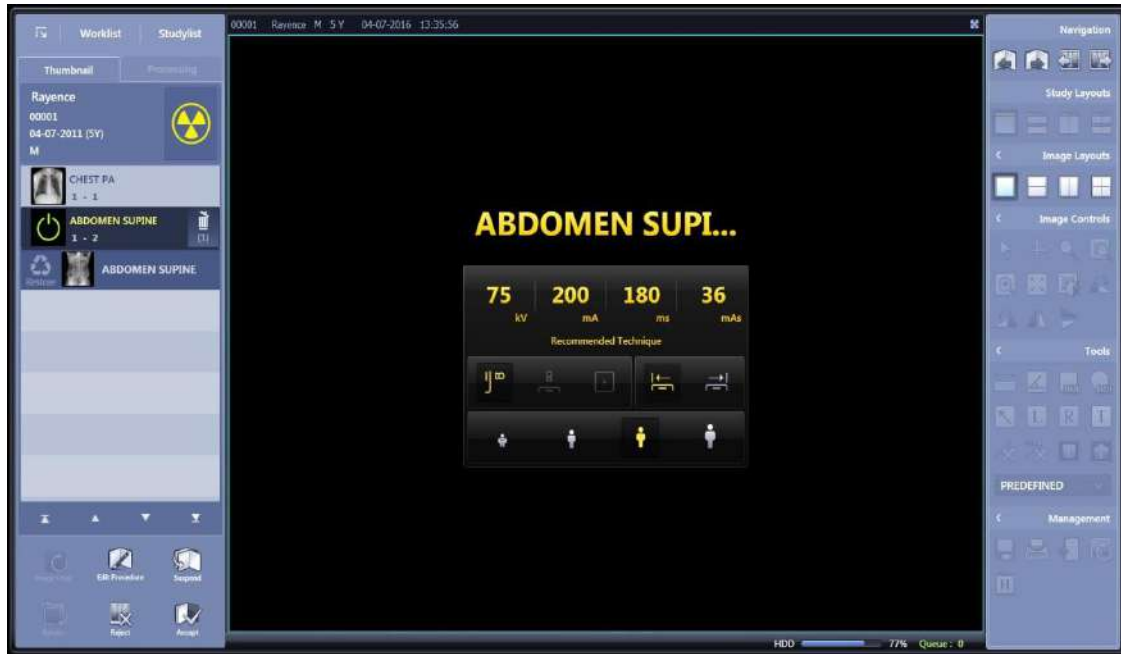 00001 Rayence M 5 Y 04-07-2016 13:35:56
Worklist Studylist
Thumbnail Processing
Rayence
00001
04-07-2011 (5Y)
M
CHEST PA
1 - 1
ABDOMEN SUPINE
1 - 2 (1)
Restore ABDOMEN SUPINE
Edit Procedure Suspend
Reject Accept
ABDOMEN SUPI...
75 200 180 36
kV mA ms mAs
Recommended Technique
HDD 77% Queue : 0
Navigation
Study Layouts
Image Layouts
Image Controls
Tools
L R T
PREDEFINED
Management
H